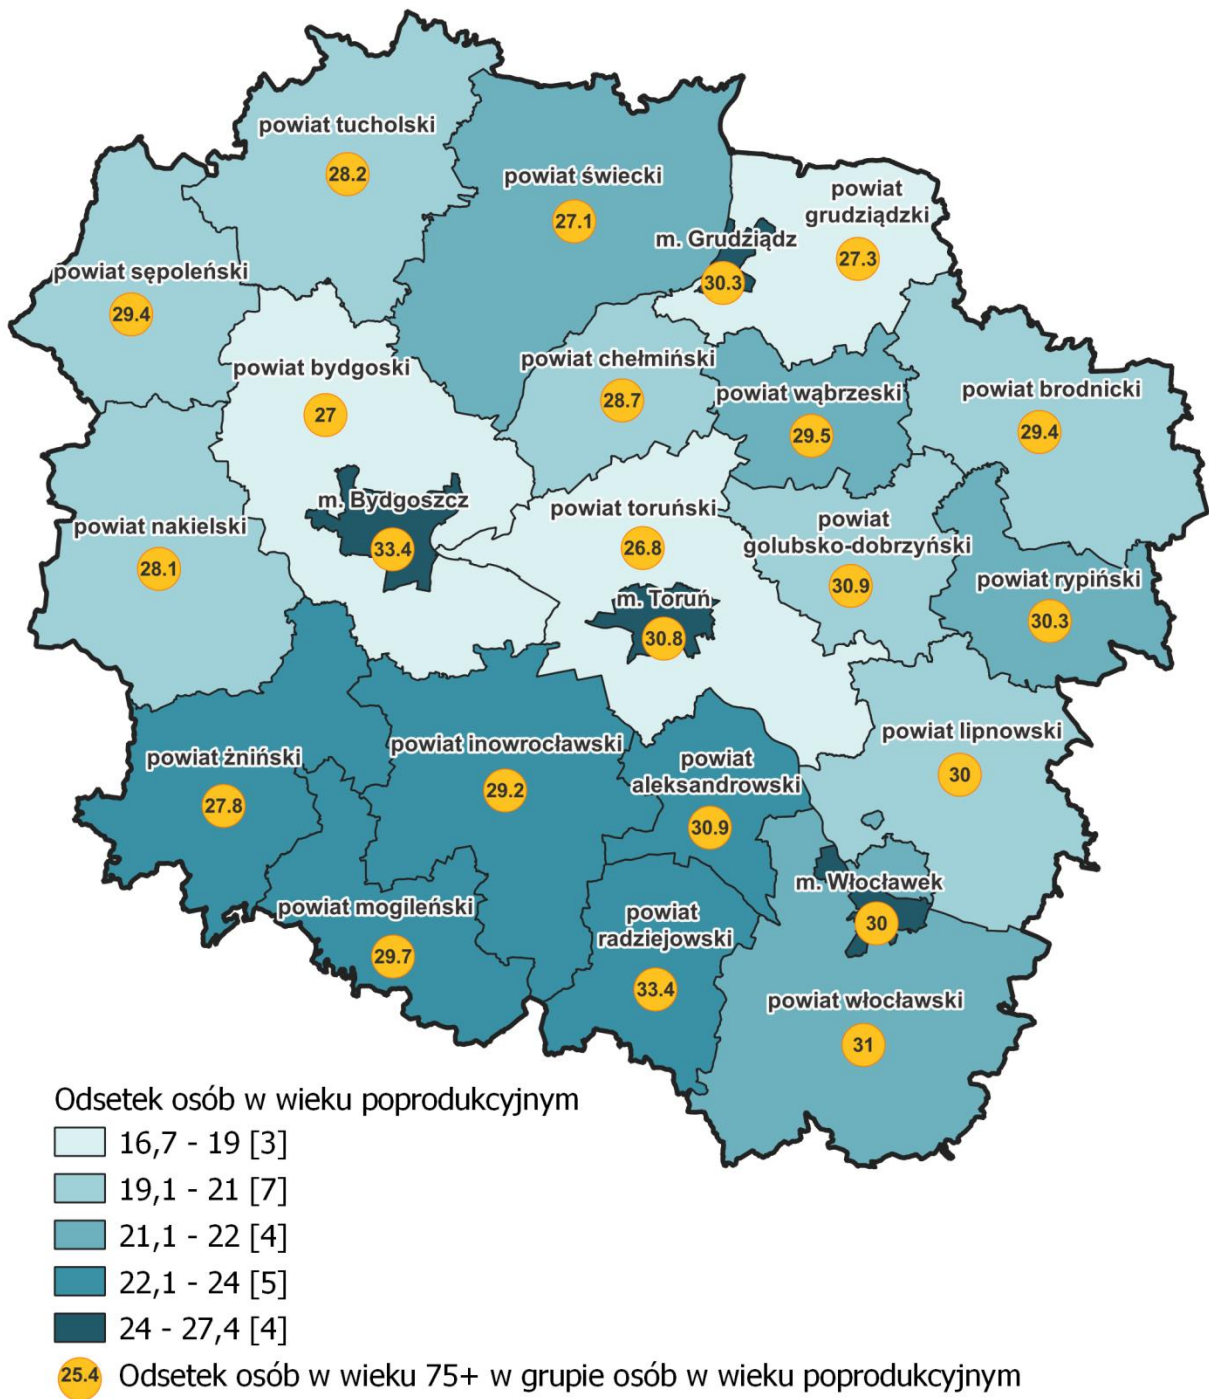 powiat tucholski
28.2
powiat świecki
27.1
powiat
grudziądzki
27.3
m. Grudziądz
30.3
powiat sępoleński
29.4
powiat bydgoski
27
powiat chełmiński
28.7
powiat wąbrzeski
29.5
powiat brodnicki
29.4
m. Bydgoszcz
33.4
powiat nakielski
28.1
powiat toruński
26.8
powiat
golubsko-dobrzyński
30.9
powiat rypiński
30.3
m. Toruń
30.8
powiat żniński
27.8
powiat inowrocławski
29.2
powiat
aleksandrowski
30.9
powiat lipnowski
30
powiat mogileński
29.7
powiat
radziejowski
33.4
m. Włocławek
30
powiat włocławski
31
Odsetek osób w wieku poprodukcyjnym
16,7 - 19 [3]
19,1 - 21 [7]
21,1 - 22 [4]
22,1 - 24 [5]
24 - 27,4 [4]
25.4 Odsetek osób w wieku 75+ w grupie osób w wieku poprodukcyjnym